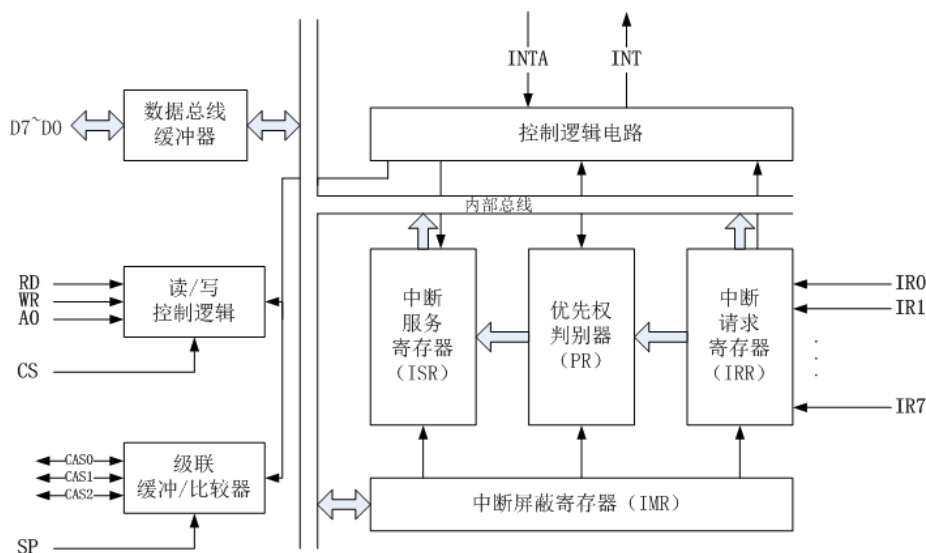 INTA
INT
D7~D0
数据总线
缓冲器
控制逻辑电路
内部总线
RD
WR
A0
读/写
控制逻辑
CS
中断
服务
寄存器
(ISR)
优先权
判别器
(PR)
中断
请求
寄存器
(IRR)
IR0
IR1
IR7
CAS0
CAS1
CAS2
级联
缓冲/比较器
SP
中断屏蔽寄存器(IMR)